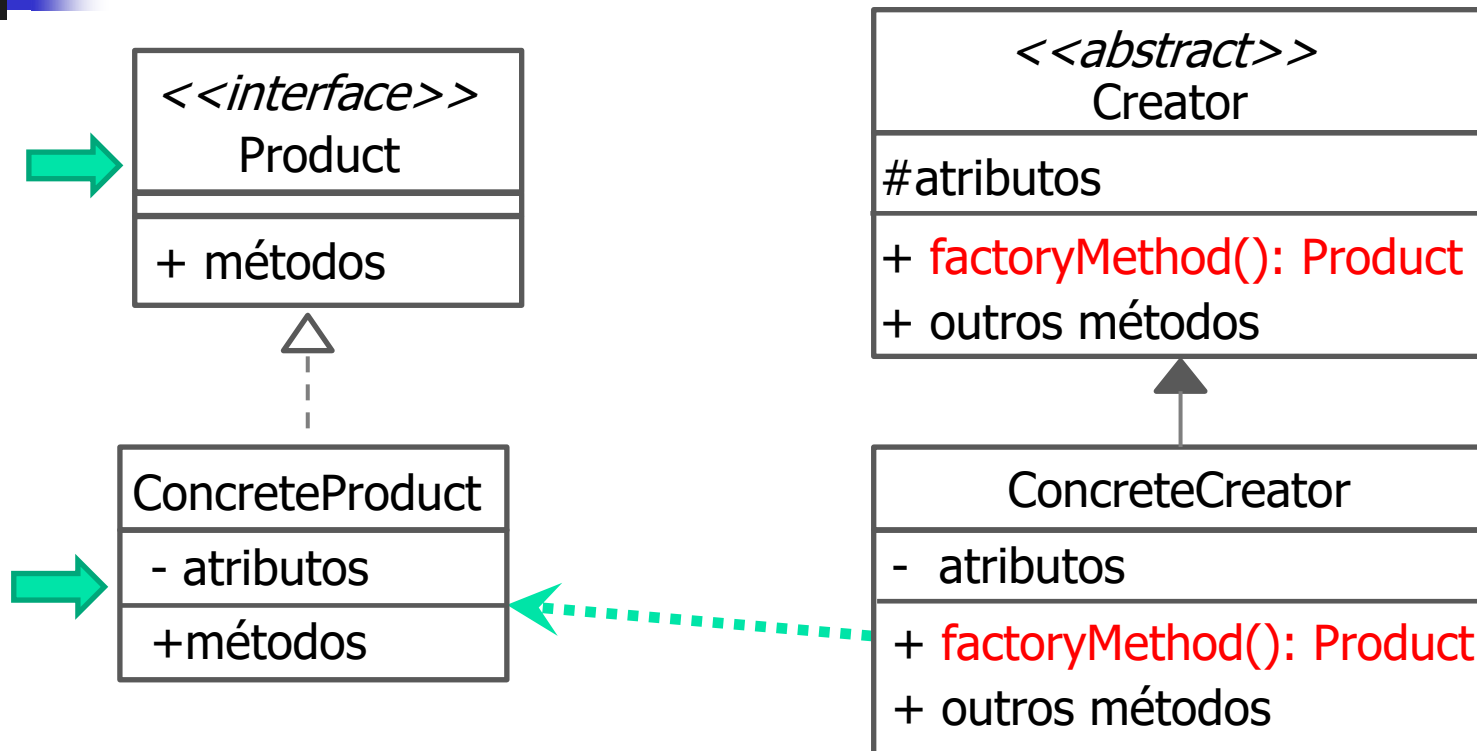 <<interface>>
Product
+ métodos
ConcreteProduct
- atributos
+métodos
<<abstract>>
Creator
#atributos
+ factoryMethod(): Product
+ outros métodos
ConcreteCreator
- atributos
+ factoryMethod(): Product
+ outros métodos